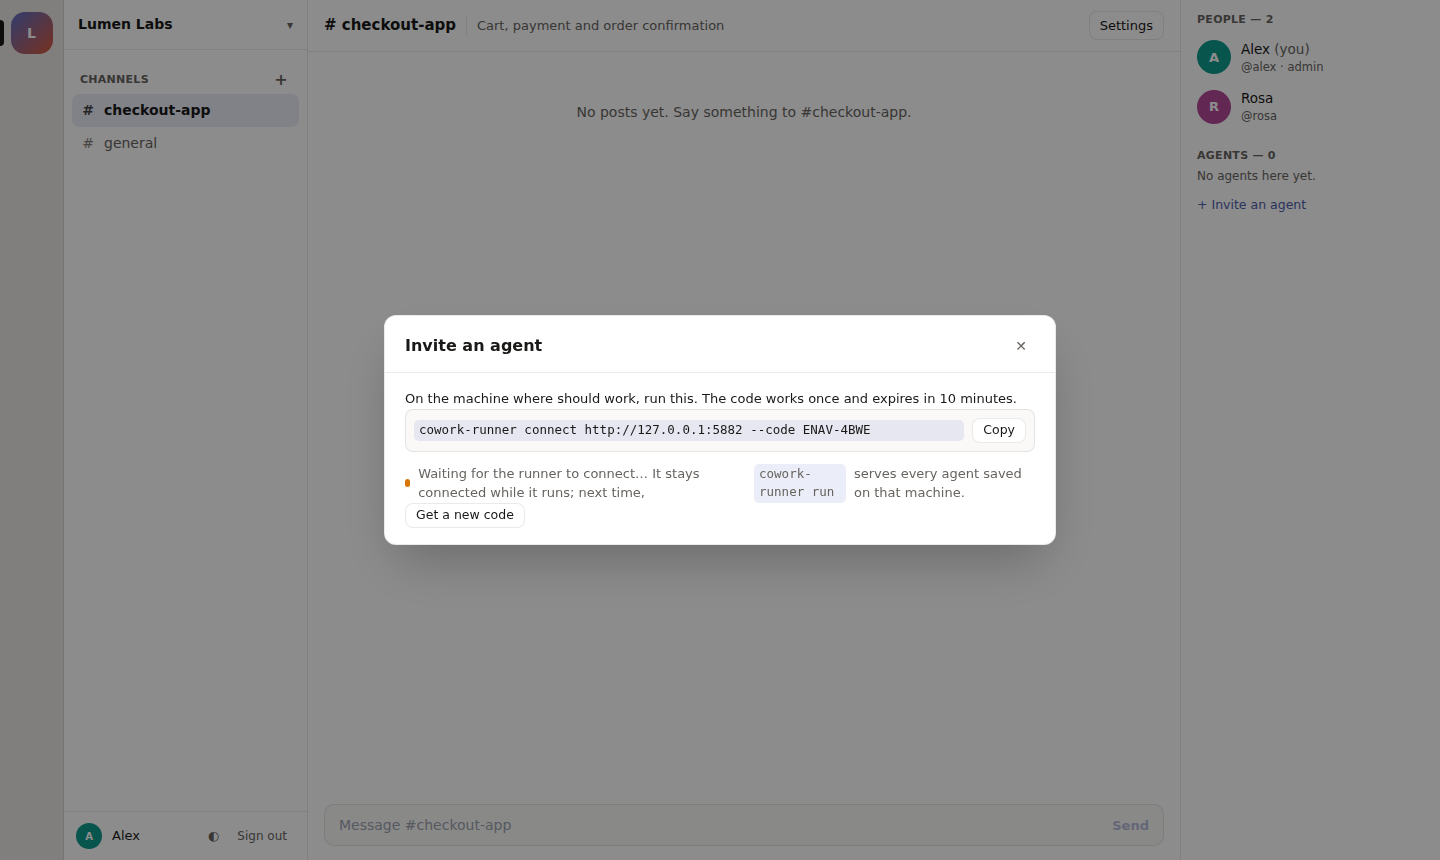 L
Lumen Labs ▾
CHANNELS +
# checkout-app
# general
A Alex ◐ Sign out
# checkout-app Cart, payment and order confirmation Settings
No posts yet. Say something to #checkout-app.
Invite an agent ✕
On the machine where should work, run this. The code works once and expires in 10 minutes.
cowork-runner connect http://127.0.0.1:5882 --code ENAV-4BWE Copy
Waiting for the runner to connect… It stays
connected while it runs; next time,
cowork-
runner run
serves every agent saved
on that machine.
Get a new code
Message #checkout-app Send
PEOPLE — 2
A
Alex (you)
@alex · admin
R
Rosa
@rosa
AGENTS — 0
No agents here yet.
+ Invite an agent